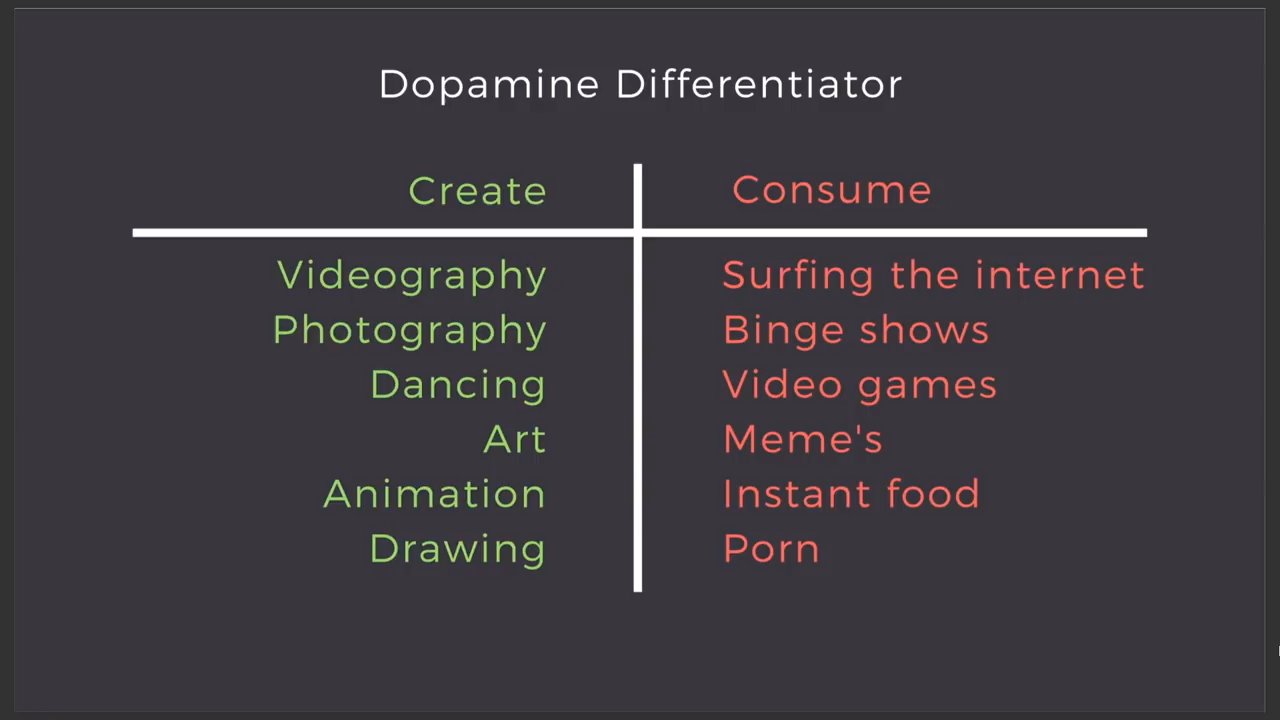 Dopamine Differentiator
Create
Consume
Videography
Surfing the internet
Photography
Binge shows
Dancing
Video games
Art
Meme's
Animation
Instant food
Drawing
Porn